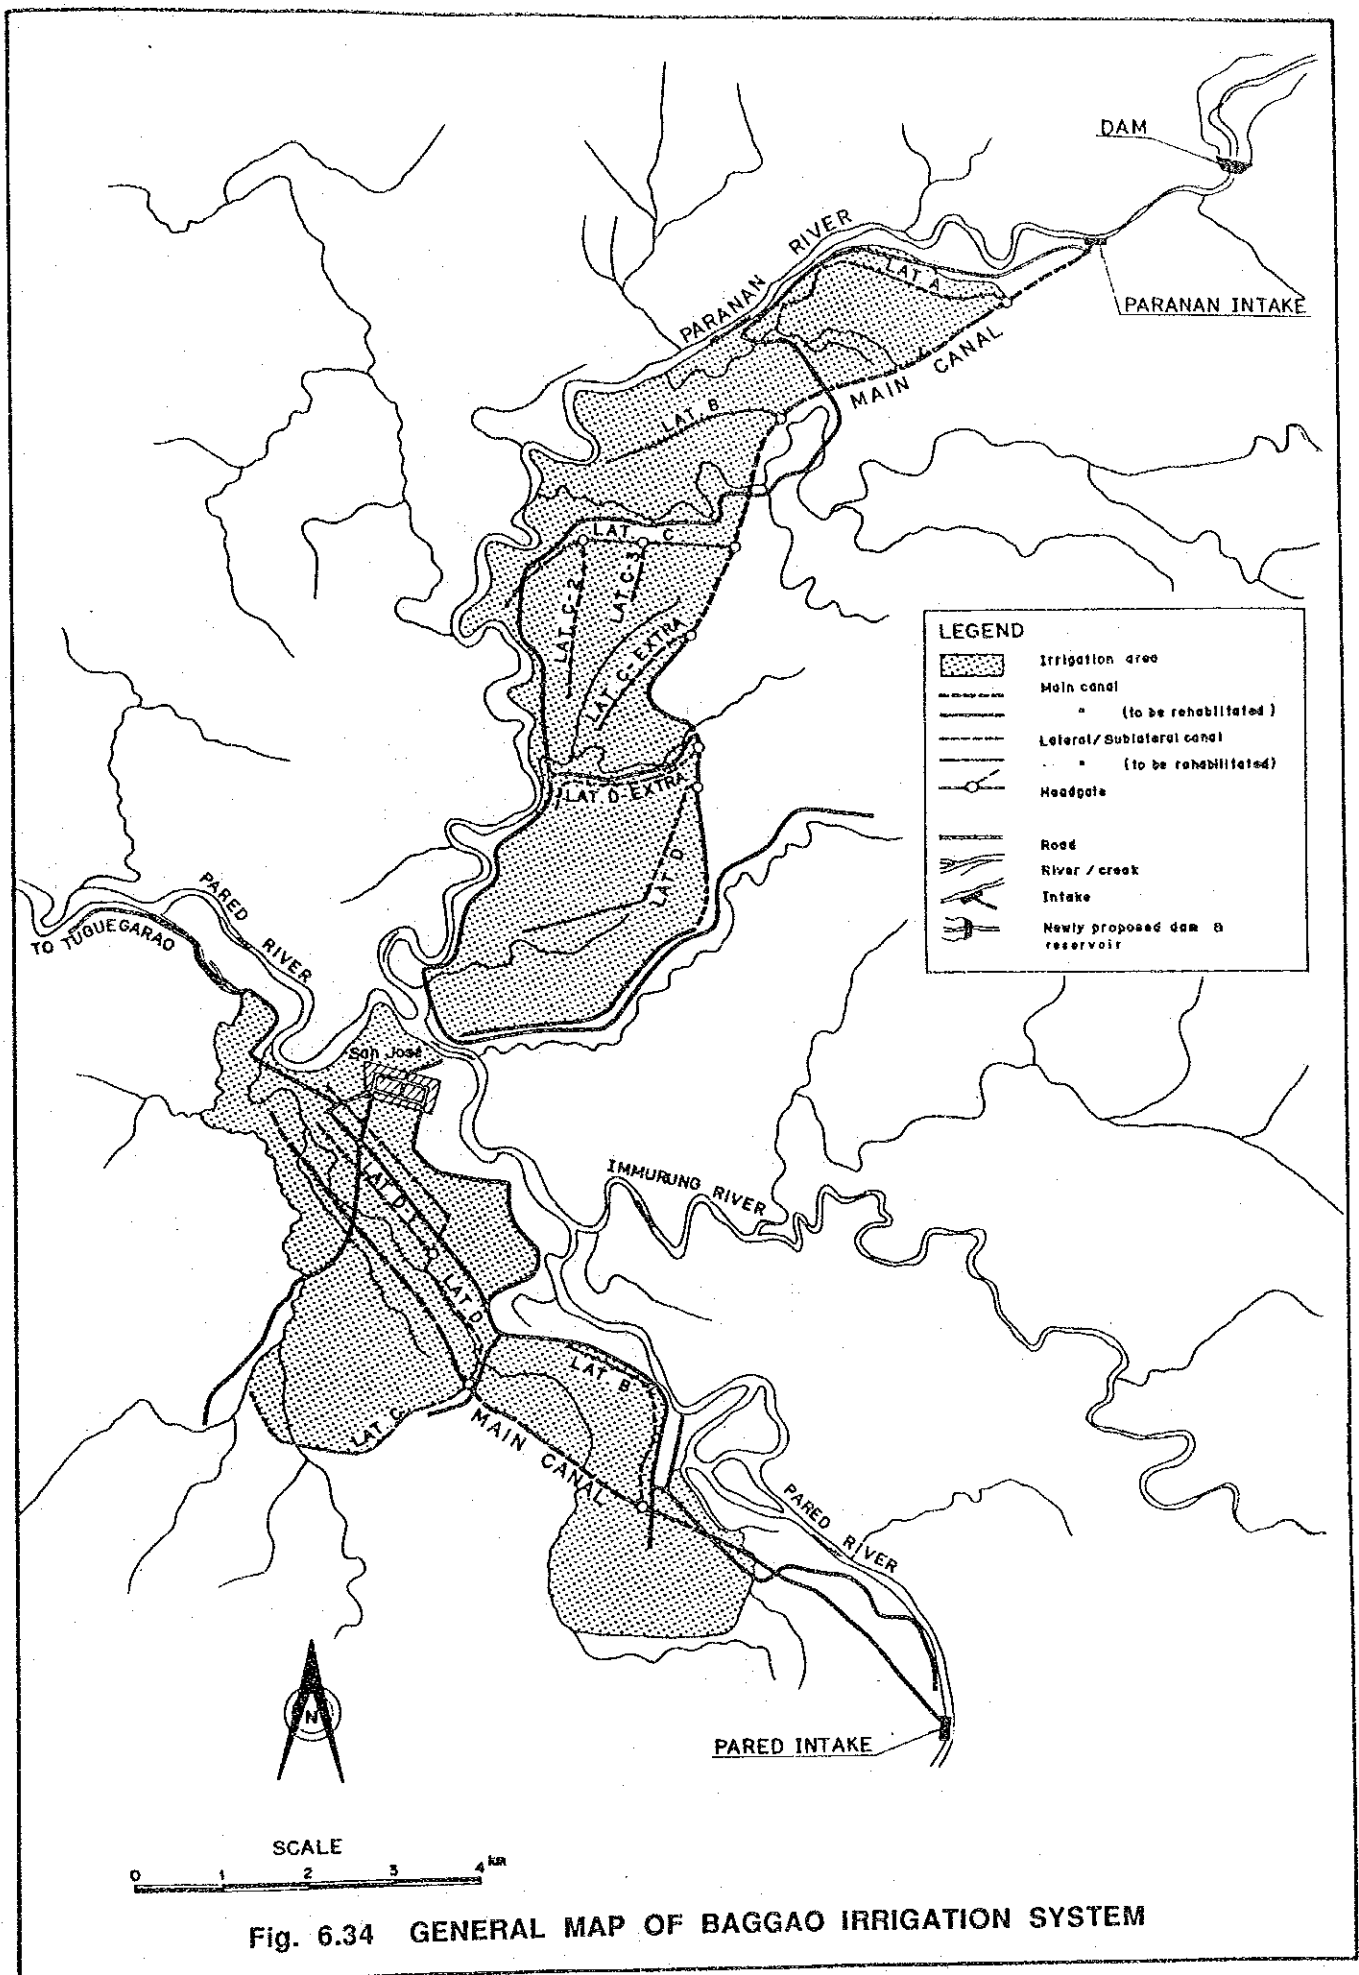 DAM
PARANAN RIVER
LAT. A
PARANAN INTAKE
MAIN CANAL
LAT. B
LAT. C
LAT. C-2
LAT. C-3
LAT. C-EXTRA
LEGEND
Irrigation area
Main canal
" (to be rehabilitated)
Lateral/Sublateral canal
" (to be rehabilitated)
Headgate
Road
River / creek
Intake
Newly proposed dam &
reservoir
LAT. D-EXTRA
LAT. D
PARED RIVER
TO TUGUEGARAO
San José
IMMURUNG RIVER
LAT. D
LAT. B
LAT. C
MAIN CANAL
PARED RIVER
N
PARED INTAKE
SCALE
0 1 2 3 4 km
Fig. 6.34 GENERAL MAP OF BAGGAO IRRIGATION SYSTEM